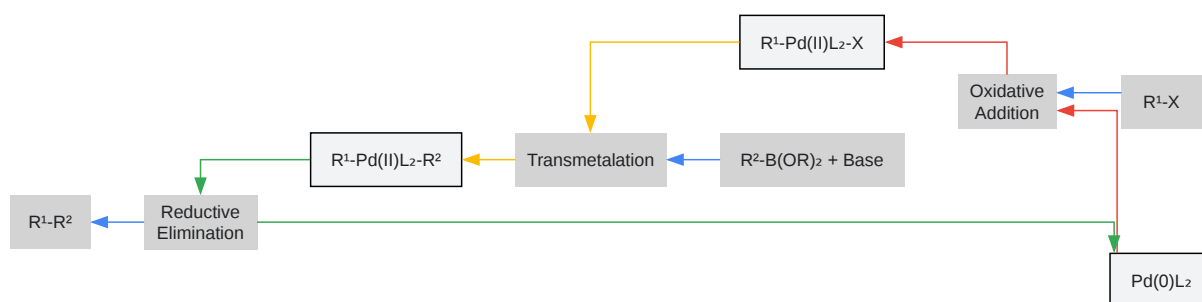 R¹-Pd(II)L₂-X
Oxidative
Addition
R¹-X
R¹-Pd(II)L₂-R²
Transmetalation
R²-B(OR)₂ + Base
R¹-R²
Reductive
Elimination
Pd(0)L₂